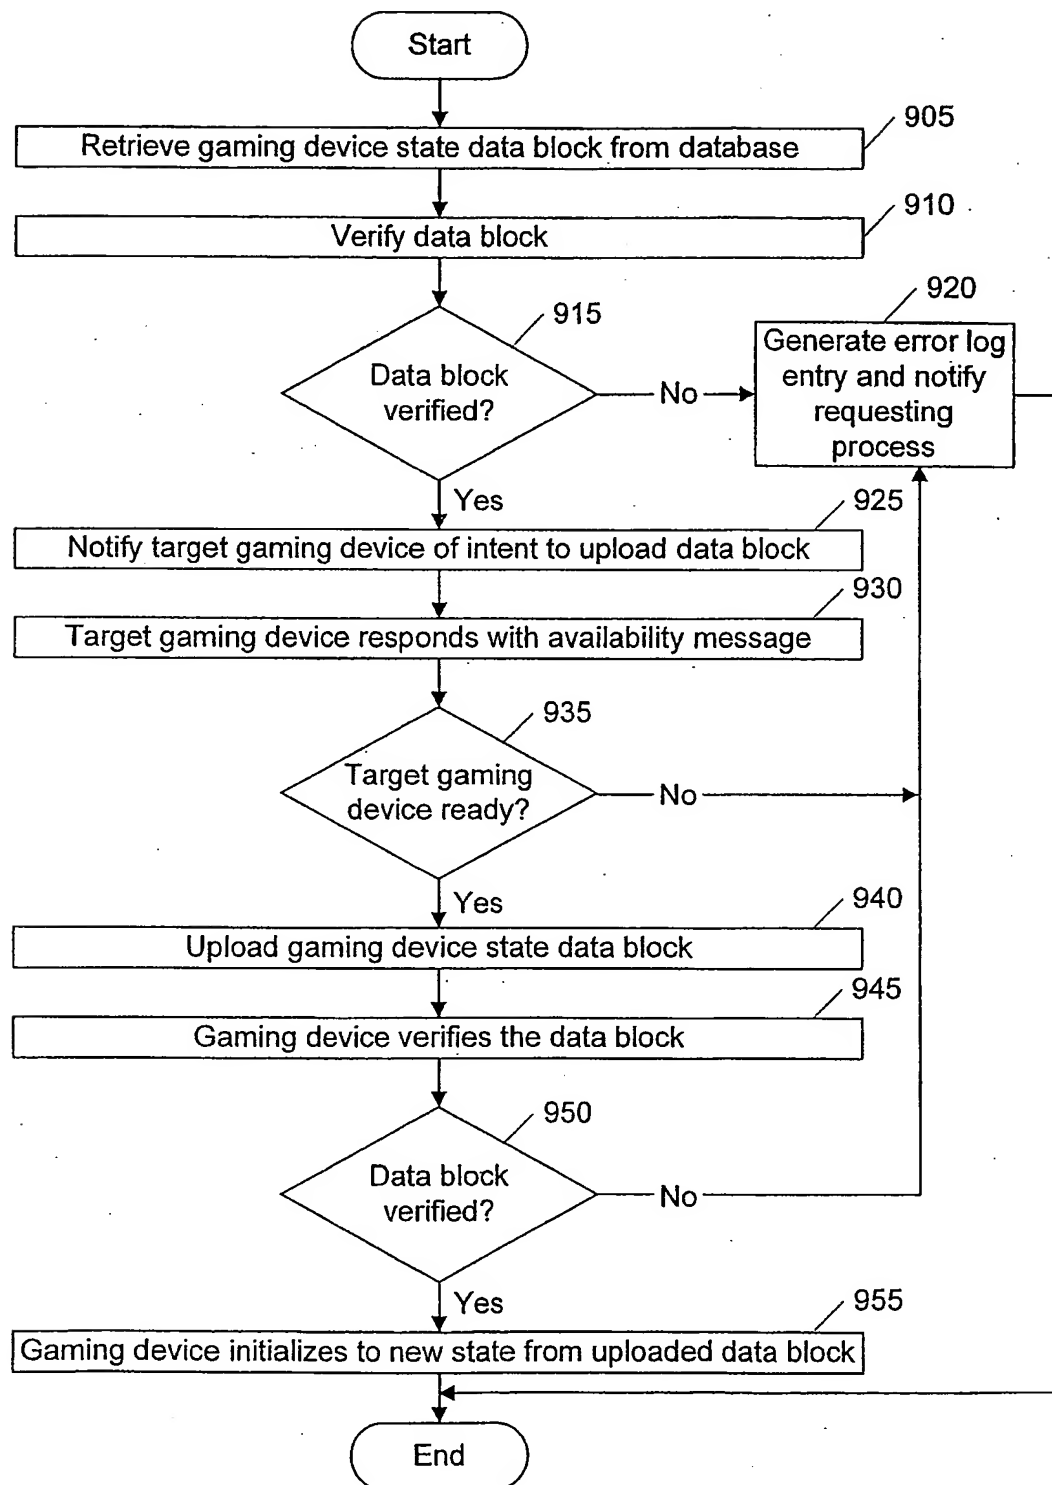 Start
905
Retrieve gaming device state data block from database
910
Verify data block
915
920
Data block
verified?
No
Generate error log
entry and notify
requesting
process
Yes
925
Notify target gaming device of intent to upload data block
930
Target gaming device responds with availability message
935
Target gaming
device ready?
No
Yes
940
Upload gaming device state data block
945
Gaming device verifies the data block
950
Data block
verified?
No
Yes
955
Gaming device initializes to new state from uploaded data block
End